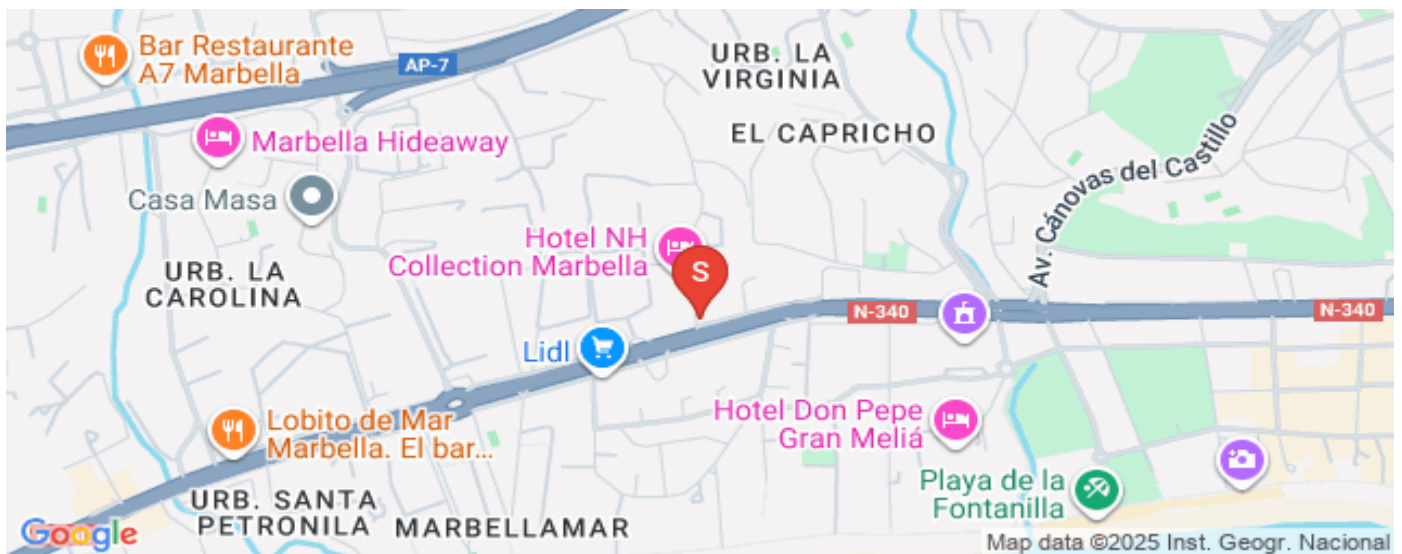 Bar Restaurante
A7 Marbella
AP-7
URB. LA
VIRGINIA
EL CAPRICHO
Marbella Hideaway
Casa Masa
Av. Cánovas del Castillo
Hotel NH
Collection Marbella
S
URB. LA
CAROLINA
N-340
N-340
Lidl
Lobito de Mar
Marbella. El bar...
Hotel Don Pepe
Gran Meliá
Playa de la
Fontanilla
URB. SANTA
PETRONILA
MARBELLAMAR
Google
Map data ©2025 Inst. Geogr. Nacional